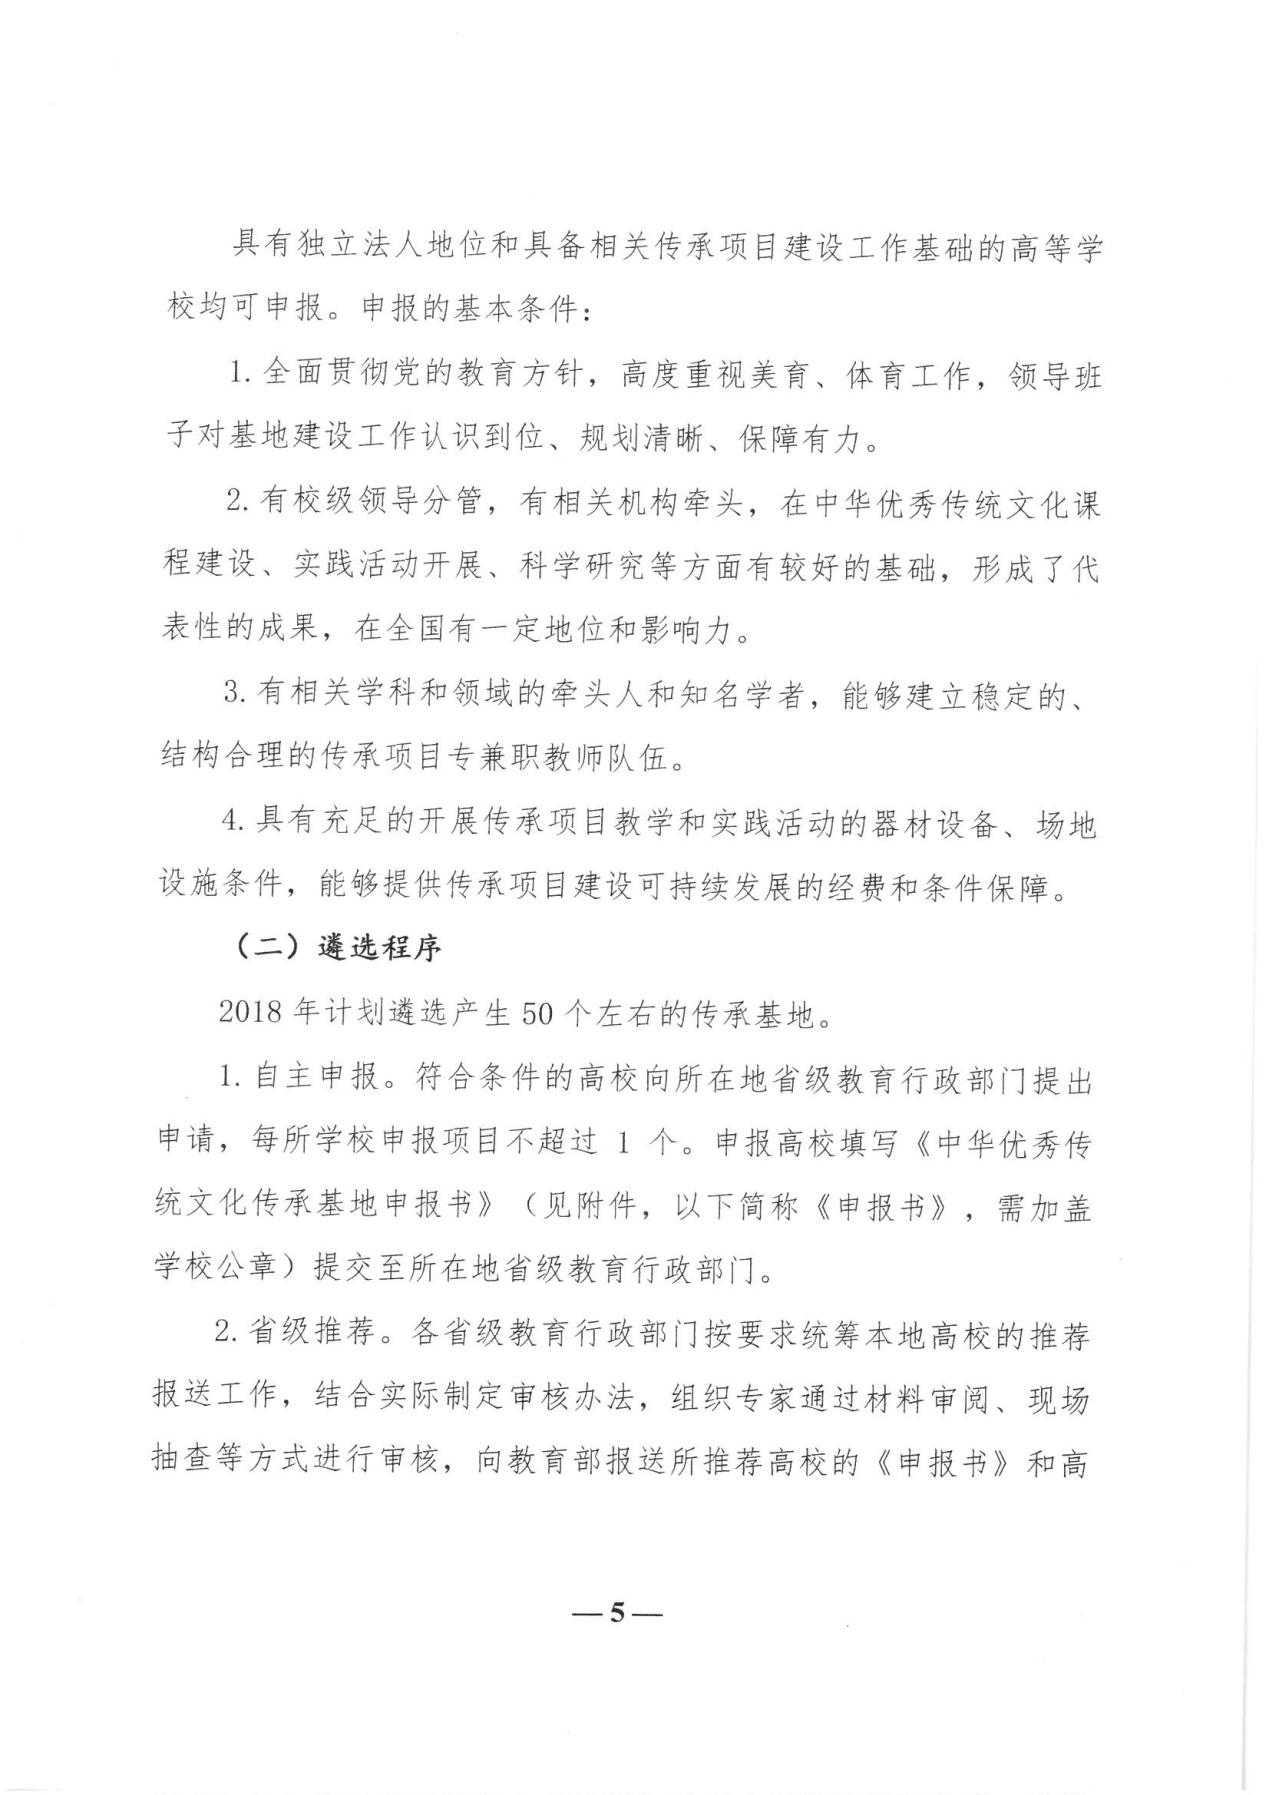 具有独立法人地位和具备相关传承项目建设工作基础的高等学
校均可申报。申报的基本条件：
1. 全面贯彻党的教育方针，高度重视美育、体育工作，领导班
子对基地建设工作认识到位、规划清晰、保障有力。
2. 有校级领导分管，有相关机构牵头，在中华优秀传统文化课
程建设、实践活动开展、科学研究等方面有较好的基础，形成了代
表性的成果，在全国有一定地位和影响力。
3. 有相关学科和领域的牵头人和知名学者，能够建立稳定的、
结构合理的传承项目专兼职教师队伍。
4. 具有充足的开展传承项目教学和实践活动的器材设备、场地
设施条件，能够提供传承项目建设可持续发展的经费和条件保障。
（二）遴选程序
2018 年计划遴选产生 50 个左右的传承基地。
1. 自主申报。符合条件的高校向所在地省级教育行政部门提出
申请，每所学校申报项目不超过 1 个。申报高校填写《中华优秀传
统文化传承基地申报书》（见附件，以下简称《申报书》，需加盖
学校公章）提交至所在地省级教育行政部门。
2. 省级推荐。各省级教育行政部门按要求统筹本地高校的推荐
报送工作，结合实际制定审核办法，组织专家通过材料审阅、现场
抽查等方式进行审核，向教育部报送所推荐高校的《申报书》和高
— 5 —